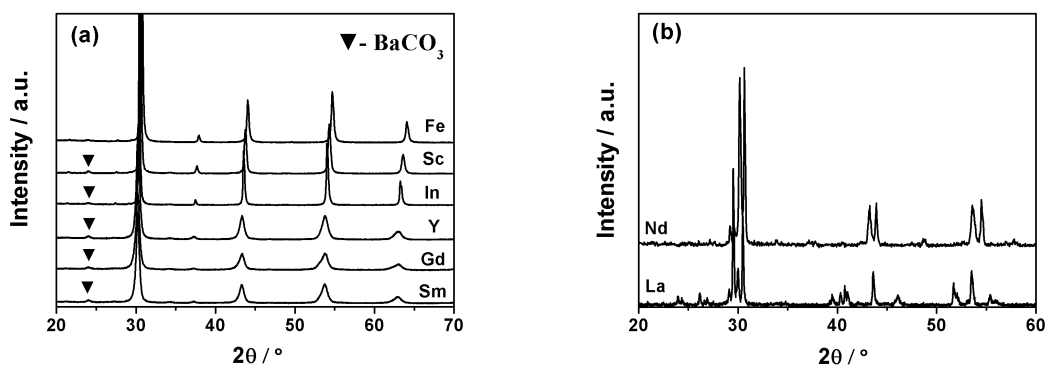 (a)
▼- BaCO₃
Fe
Sc
In
Y
Gd
Sm
Intensity / a.u.
20 30 40 50 60 70
2θ / °
(b)
Nd
La
Intensity / a.u.
20 30 40 50 60
2θ / °